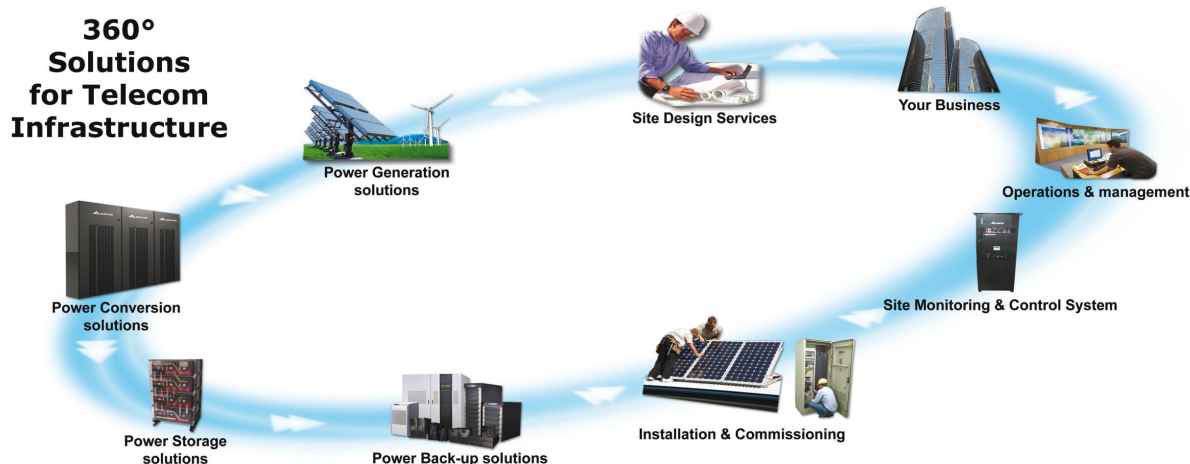 360°
Solutions
for Telecom
Infrastructure
Site Design Services
Your Business
Power Generation
solutions
Operations & management
Power Conversion
solutions
Site Monitoring & Control System
Installation & Commissioning
Power Storage
solutions
Power Back-up solutions